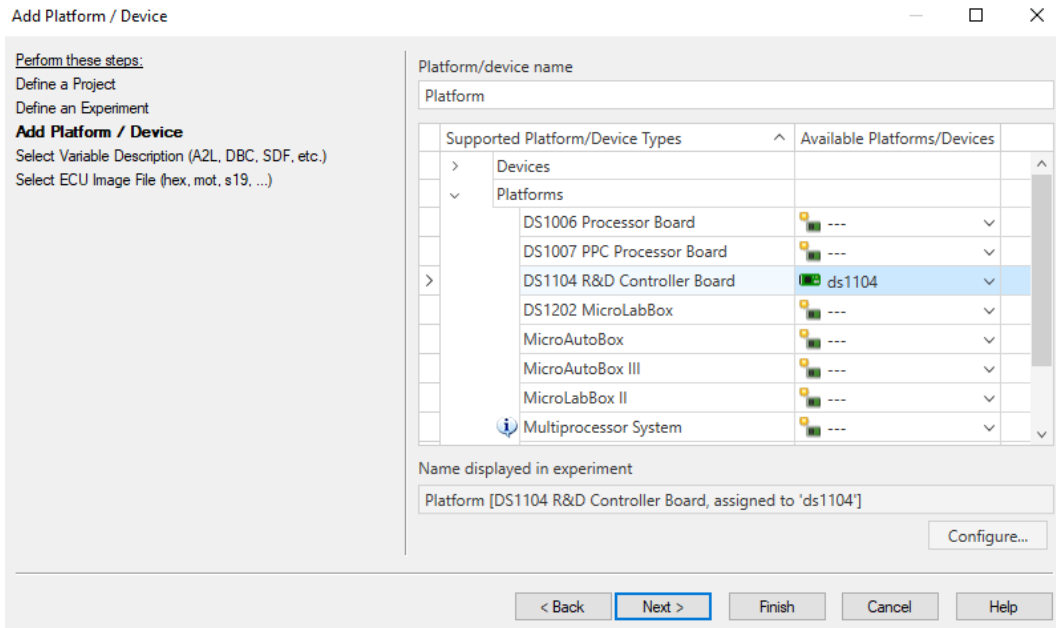 Add Platform / Device
Perform these steps:
Define a Project
Define an Experiment
Add Platform / Device
Select Variable Description (A2L, DBC, SDF, etc.)
Select ECU Image File (hex, mot, s19, ...)
Platform/device name
Platform
Supported Platform/Device Types Available Platforms/Devices
Devices
Platforms
DS1006 Processor Board ---
DS1007 PPC Processor Board ---
DS1104 R&D Controller Board ds1104
DS1202 MicroLabBox ---
MicroAutoBox ---
MicroAutoBox III ---
MicroLabBox II ---
Multiprocessor System ---
Name displayed in experiment
Platform [DS1104 R&D Controller Board, assigned to 'ds1104']
Configure...
< Back Next > Finish Cancel Help